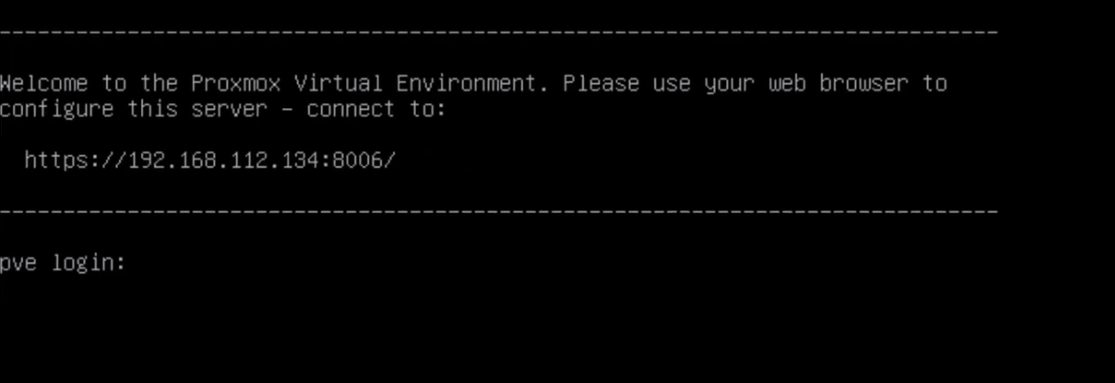 ------------------------------------------------------------------------------
Welcome to the Proxmox Virtual Environment. Please use your web browser to
configure this server - connect to:
https://192.168.112.134:8006/
------------------------------------------------------------------------------
pve login: